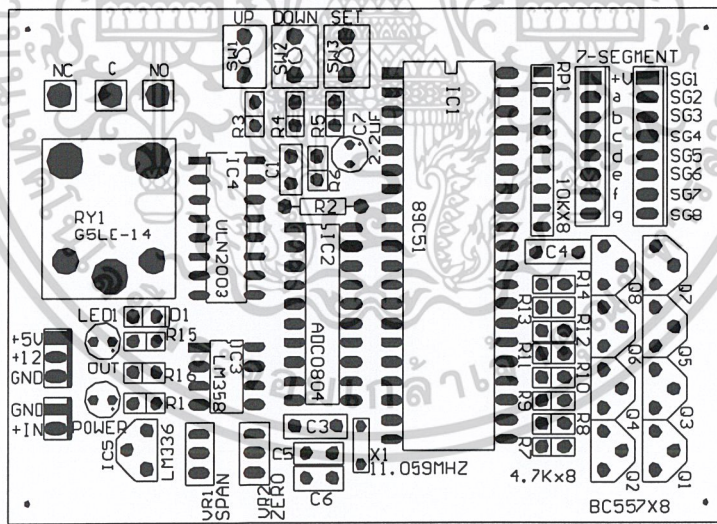 UP DOWN SET
SW1 SW2 SW3
NC C NO
7-SEGMENT
RP1
+V SG1
a SG2
b SG3
c SG4
d SG5
e SG6
f SG7
g SG8
10KX8
IC1
89C51
R3 R4 R5
C7
2.2UF
C1
R6
R2
IC4
ULN2003
RY1
G5LE-14
IC2
ADC0804
C4
LED1 D1
R15
OUT
R16
R1
POWER
+5V
+12
GND
GND
+IN
IC3
LM358
IC5
LM336
VR1
SPAN
VR2
ZERO
C3
C5
C6
X1
11.059MHZ
R14
R13
R12
R11
R10
R9
R8
R7
4.7Kx8
Q8 Q7
Q6 Q5
Q4 Q3
Q2 Q1
BC557X8